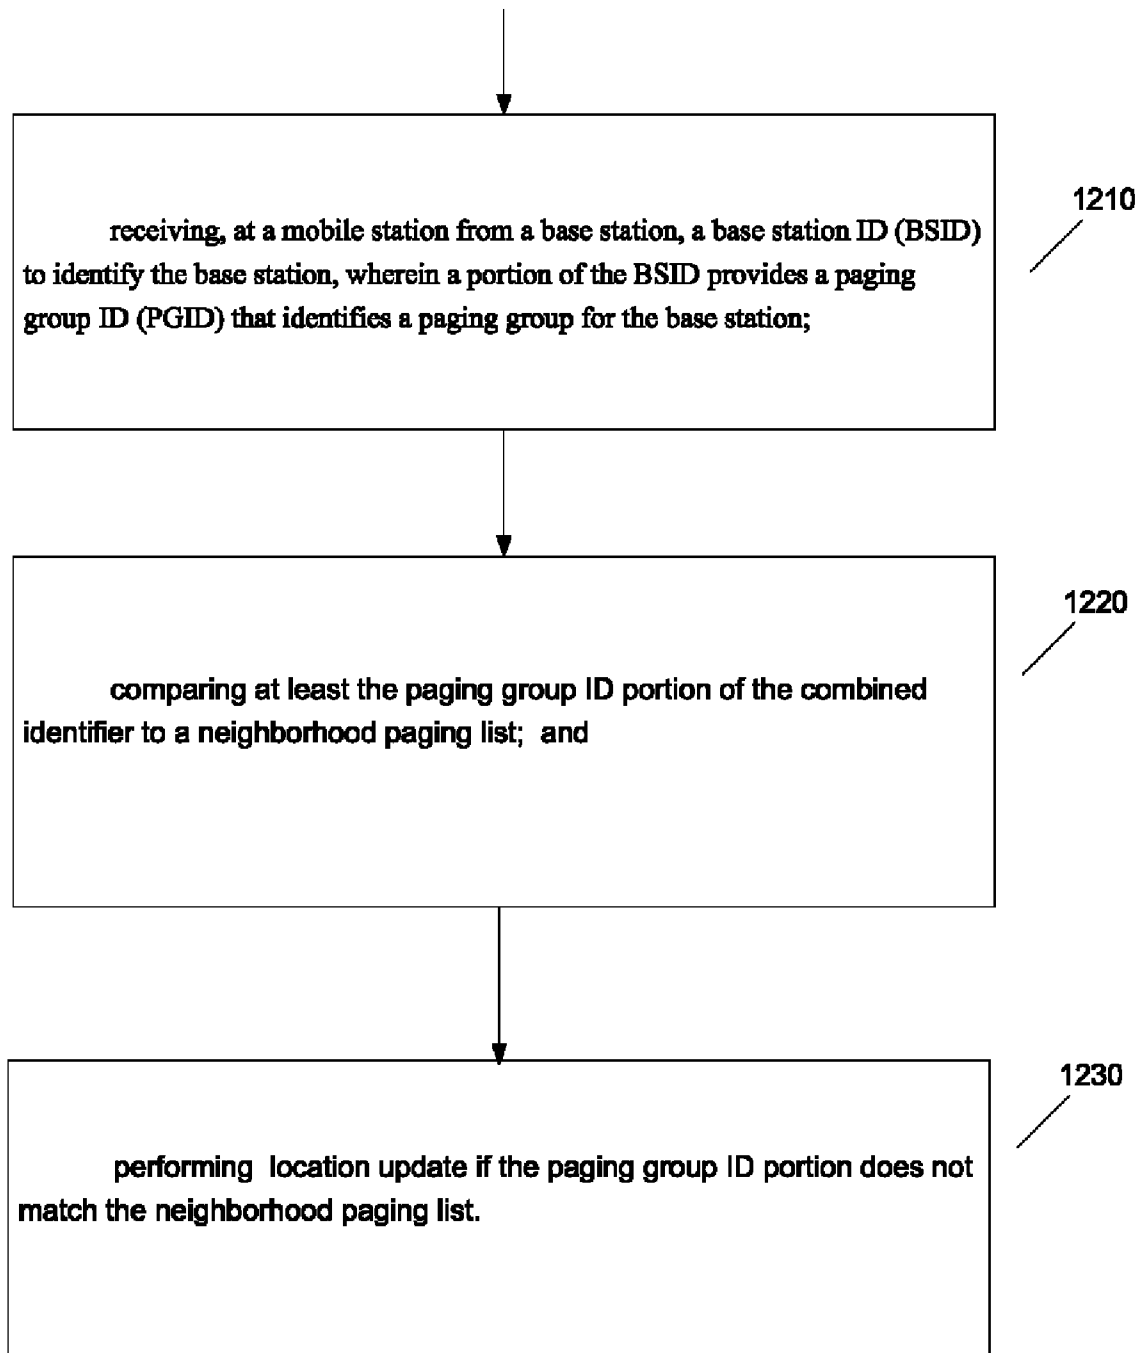 1210
receiving, at a mobile station from a base station, a base station ID (BSID)
to identify the base station, wherein a portion of the BSID provides a paging
group ID (PGID) that identifies a paging group for the base station;
1220
comparing at least the paging group ID portion of the combined
identifier to a neighborhood paging list;  and
1230
performing  location update if the paging group ID portion does not
match the neighborhood paging list.